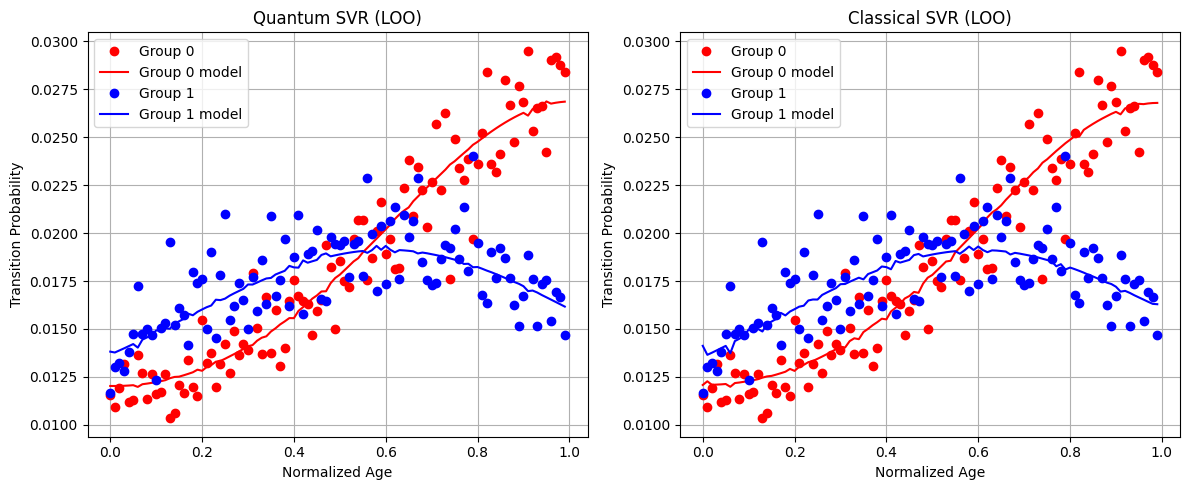 Quantum SVR (LOO)
Group 0
Group 0 model
Group 1
Group 1 model
0.0300
0.0275
0.0250
0.0225
0.0200
0.0175
0.0150
0.0125
0.0100
Transition Probability
0.0
0.2
0.4
0.6
0.8
1.0
Normalized Age
Classical SVR (LOO)
Group 0
Group 0 model
Group 1
Group 1 model
0.0300
0.0275
0.0250
0.0225
0.0200
0.0175
0.0150
0.0125
0.0100
Transition Probability
0.0
0.2
0.4
0.6
0.8
1.0
Normalized Age